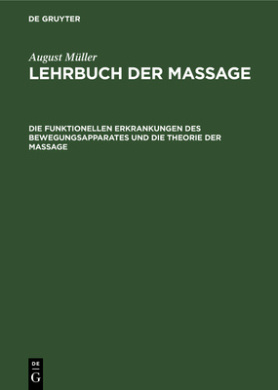 DE GRUYTER
August Müller
LEHRBUCH DER MASSAGE
DIE FUNKTIONELLEN ERKRANKUNGEN DES
BEWEGUNGSAPPARATES UND DIE THEORIE DER
MASSAGE
DE
G